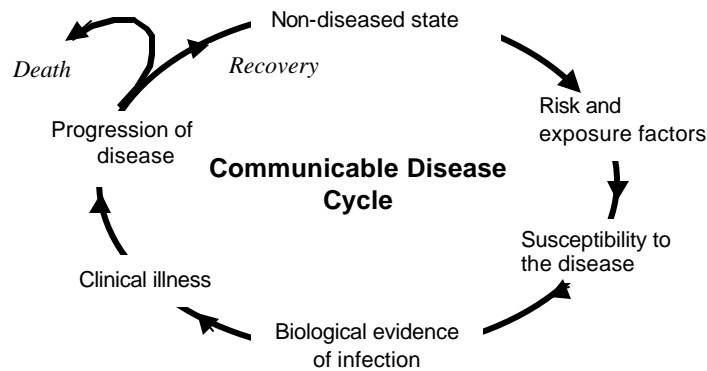 Non-diseased state
Death
Recovery
Risk and
exposure factors
Progression of
disease
Communicable Disease
Cycle
Susceptibility to
the disease
Clinical illness
Biological evidence
of infection